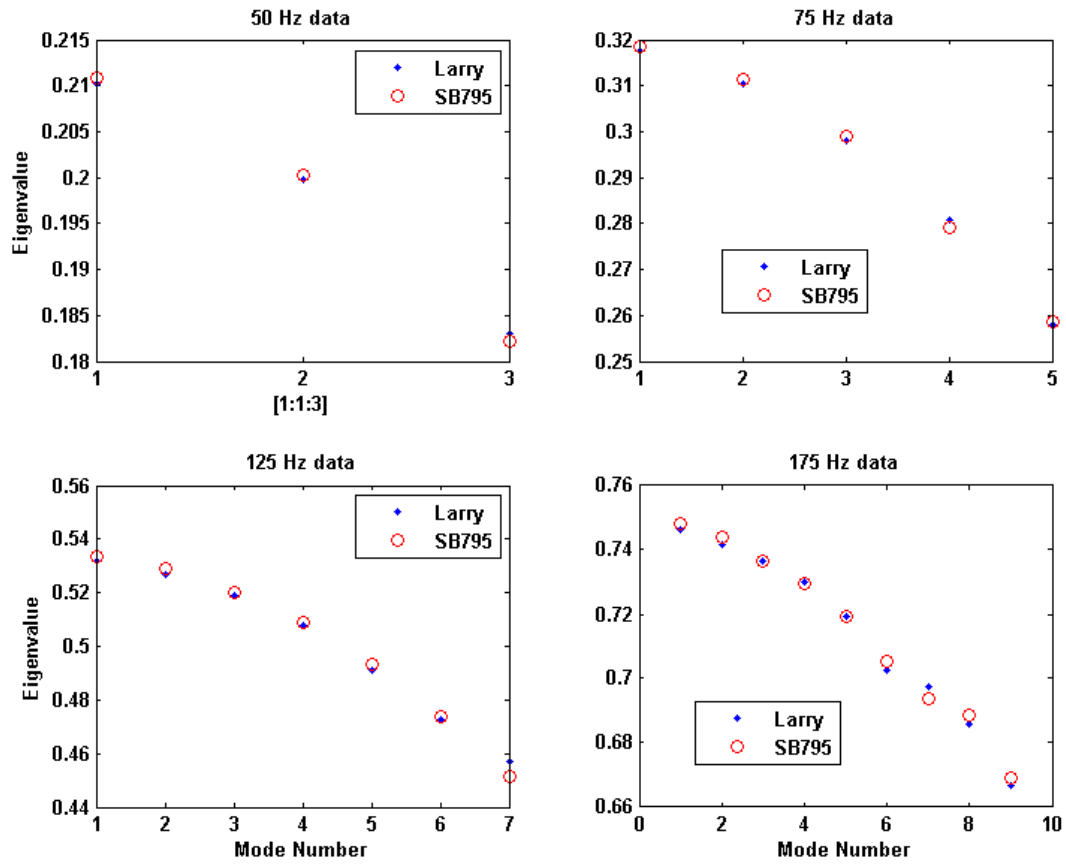 50 Hz data
0.215
0.21
0.205
0.2
0.195
0.19
0.185
0.18
Eigenvalue
Larry
SB795
1 2 3
[1:1:3]
75 Hz data
0.32
0.31
0.3
0.29
0.28
0.27
0.26
0.25
Larry
SB795
1 2 3 4 5
125 Hz data
0.56
0.54
0.52
0.5
0.48
0.46
0.44
Eigenvalue
Larry
SB795
1 2 3 4 5 6 7
Mode Number
175 Hz data
0.76
0.74
0.72
0.7
0.68
0.66
Larry
SB795
0 2 4 6 8 10
Mode Number